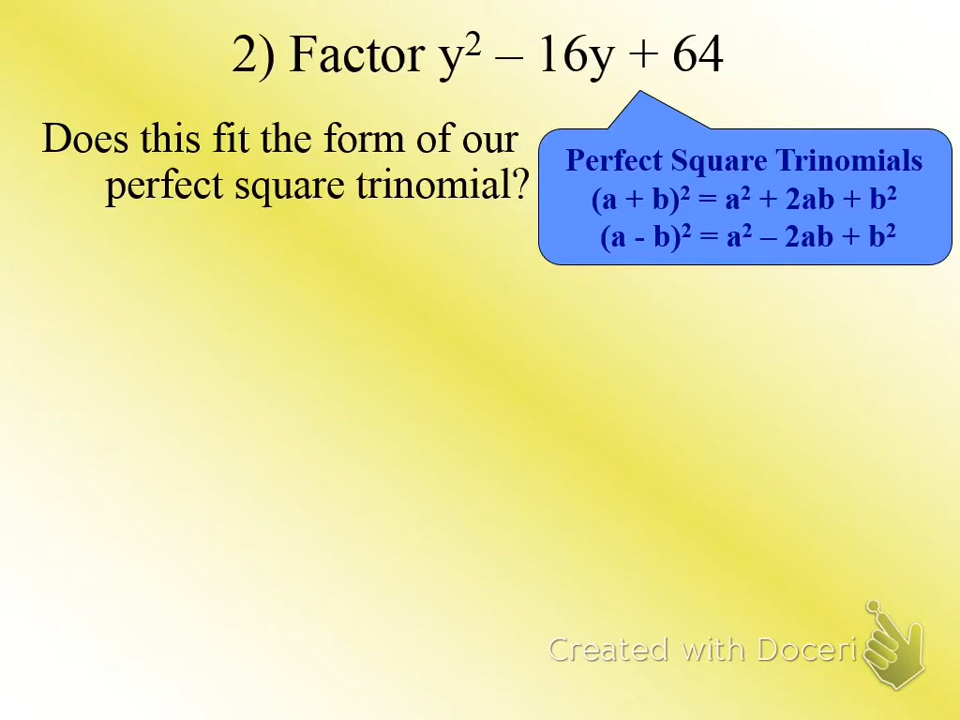 2) Factor y² – 16y + 64
Does this fit the form of our
perfect square trinomial?
Perfect Square Trinomials
(a + b)² = a² + 2ab + b²
(a - b)² = a² – 2ab + b²
Created with Doceri